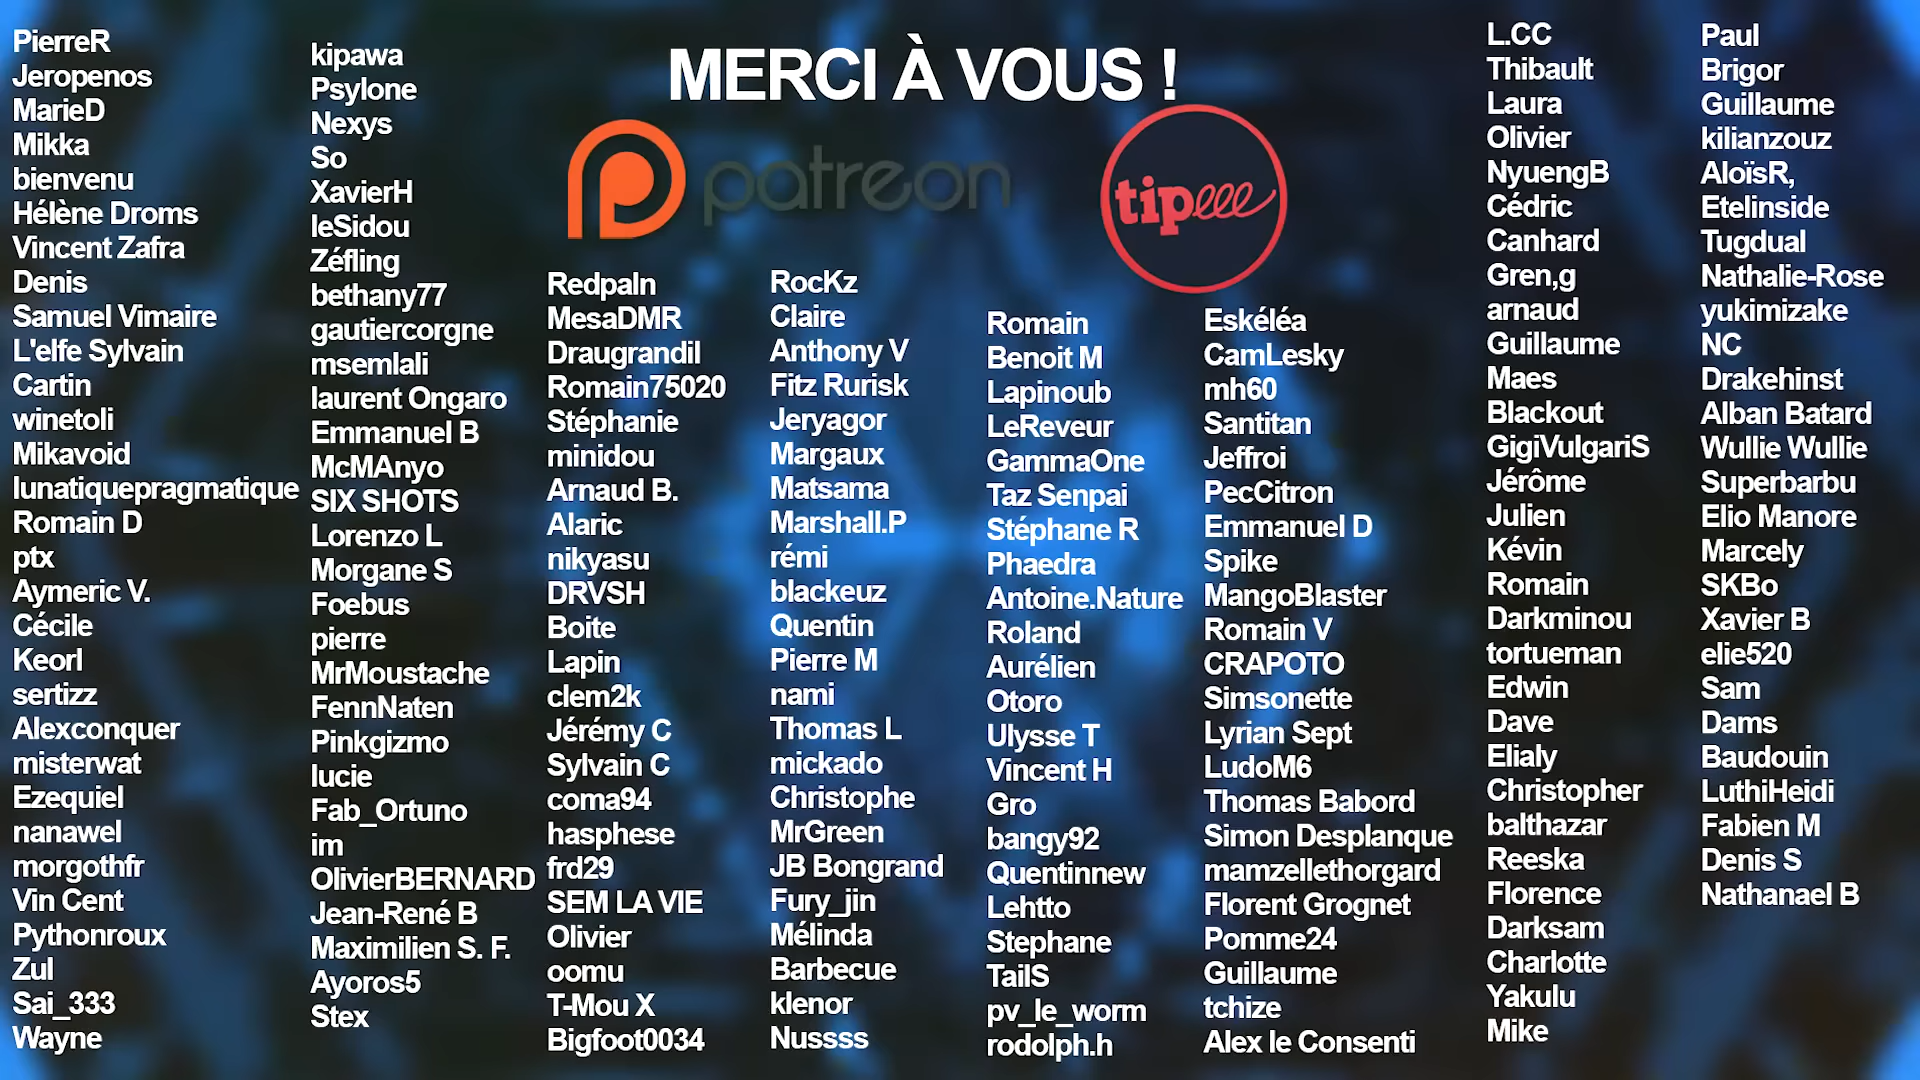 MERCI À VOUS !
patreon
tipeee
PierreR
Jeropenos
MarieD
Mikka
bienvenu
Hélène Droms
Vincent Zafra
Denis
Samuel Vimaire
L'elfe Sylvain
Cartin
winetoli
Mikavoid
lunatiquepragmatique
Romain D
ptx
Aymeric V.
Cécile
Keorl
sertizz
Alexconquer
misterwat
Ezequiel
nanawel
morgothfr
Vin Cent
Pythonroux
Zul
Sai_333
Wayne
kipawa
Psylone
Nexys
So
XavierH
leSidou
Zéfling
bethany77
gautiercorgne
msemlali
laurent Ongaro
Emmanuel B
McMAnyo
SIX SHOTS
Lorenzo L
Morgane S
Foebus
pierre
MrMoustache
FennNaten
Pinkgizmo
lucie
Fab_Ortuno
im
OlivierBERNARD
Jean-René B
Maximilien S. F.
Ayoros5
Stex
Redpaln
MesaDMR
Draugrandil
Romain75020
Stéphanie
minidou
Arnaud B.
Alaric
nikyasu
DRVSH
Boite
Lapin
clem2k
Jérémy C
Sylvain C
coma94
hasphese
frd29
SEM LA VIE
Olivier
oomu
T-Mou X
Bigfoot0034
RocKz
Claire
Anthony V
Fitz Rurisk
Jeryagor
Margaux
Matsama
Marshall.P
rémi
blackeuz
Quentin
Pierre M
nami
Thomas L
mickado
Christophe
MrGreen
JB Bongrand
Fury_jin
Mélinda
Barbecue
klenor
Nussss
Romain
Benoit M
Lapinoub
LeReveur
GammaOne
Taz Senpai
Stéphane R
Phaedra
Antoine.Nature
Roland
Aurélien
Otoro
Ulysse T
Vincent H
Gro
bangy92
Quentinnew
Lehtto
Stephane
TailS
pv_le_worm
rodolph.h
Eskéléa
CamLesky
mh60
Santitan
Jeffroi
PecCitron
Emmanuel D
Spike
MangoBlaster
Romain V
CRAPOTO
Simsonette
Lyrian Sept
LudoM6
Thomas Babord
Simon Desplanque
mamzellethorgard
Florent Grognet
Pomme24
Guillaume
tchize
Alex le Consenti
L.CC
Thibault
Laura
Olivier
NyuengB
Cédric
Canhard
Gren,g
arnaud
Guillaume
Maes
Blackout
GigiVulgariS
Jérôme
Julien
Kévin
Romain
Darkminou
tortueman
Edwin
Dave
Elialy
Christopher
balthazar
Reeska
Florence
Darksam
Charlotte
Yakulu
Mike
Paul
Brigor
Guillaume
kilianzouz
AloïsR,
Etelinside
Tugdual
Nathalie-Rose
yukimizake
NC
Drakehinst
Alban Batard
Wullie Wullie
Superbarbu
Elio Manore
Marcely
SKBo
Xavier B
elie520
Sam
Dams
Baudouin
LuthiHeidi
Fabien M
Denis S
Nathanael B